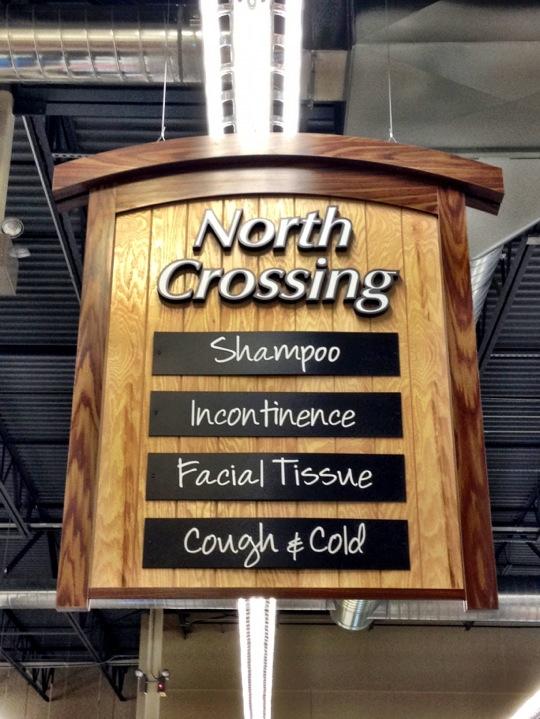 North
Crossing
Shampoo
Incontinence
Facial Tissue
Cough & Cold